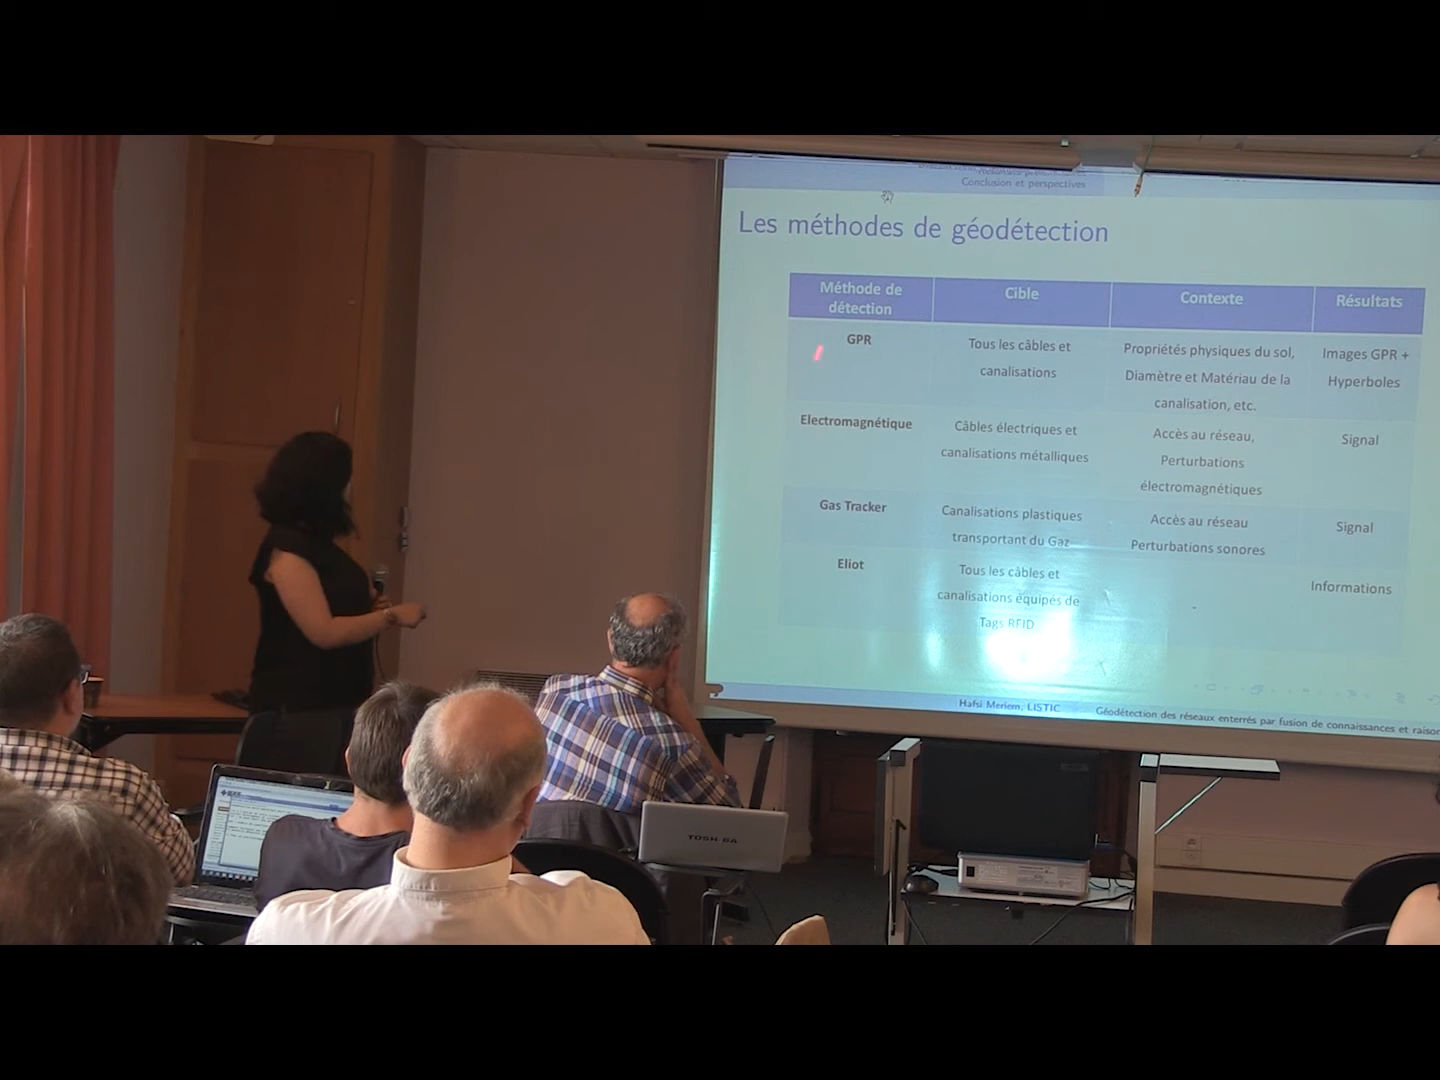 Conclusion et perspectives
Les méthodes de géodétection
Méthode de
détection
Cible
Contexte
Résultats
GPR
Tous les câbles et
canalisations
Propriétés physiques du sol,
Diamètre et Matériau de la
canalisation, etc.
Images GPR +
Hyperboles
Electromagnétique
Câbles électriques et
canalisations métalliques
Accès au réseau,
Perturbations
électromagnétiques
Signal
Gas Tracker
Canalisations plastiques
transportant du Gaz
Accès au réseau
Perturbations sonores
Signal
Eliot
Tous les câbles et
canalisations équipés de
Tags RFID
Informations
Hafsi Meriem, LISTIC
Géodétection des réseaux enterrés par fusion de connaissances et raison
TOSHIBA